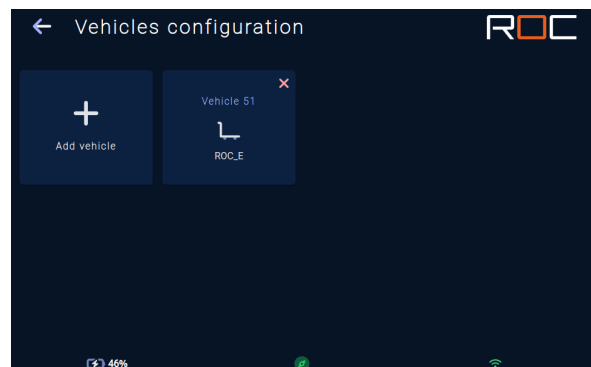 Vehicles configuration
ROC
Vehicle 51
Add vehicle
ROC_E
46%